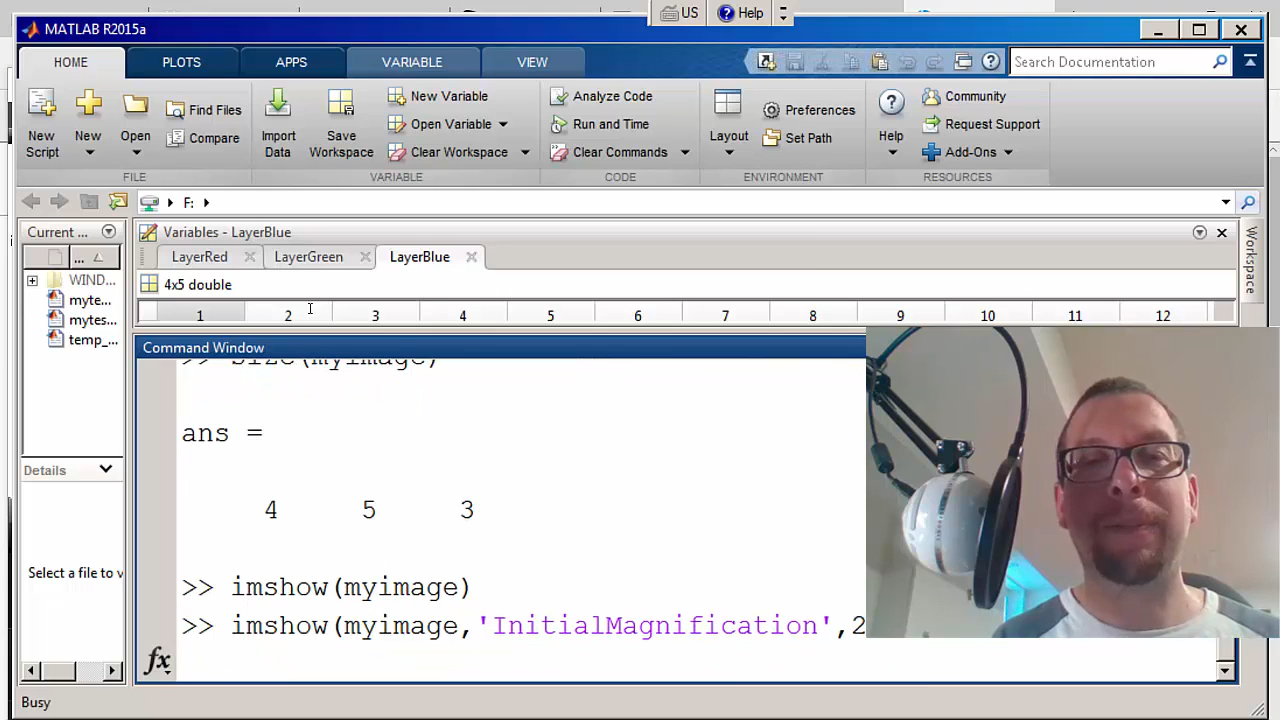 US Help
MATLAB R2015a
HOME PLOTS APPS VARIABLE VIEW Search Documentation
New Script New Open Find Files Compare
Import Data Save Workspace New Variable Open Variable Clear Workspace
Analyze Code Run and Time Clear Commands
Layout Preferences Set Path
Help Community Request Support Add-Ons
FILE VARIABLE CODE ENVIRONMENT RESOURCES
F:
Current ... Variables - LayerBlue
... LayerRed LayerGreen LayerBlue
WIND... 4x5 double
myte...
1 2 3 4 5 6 7 8 9 10 11 12
mytes...
temp_...
Workspace
Command Window
>> size(myimage)
ans =
4 5 3
>> imshow(myimage)
>> imshow(myimage,'InitialMagnification',2
fx
Details
Select a file to v
Busy